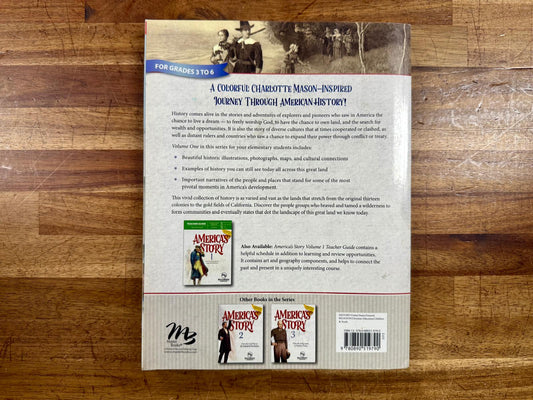 FOR GRADES 3 TO 6
A COLORFUL CHARLOTTE MASON–INSPIRED
JOURNEY THROUGH AMERICAN HISTORY!
History comes alive in the stories and adventures of explorers and pioneers who saw in America the
chance to live a dream — to freely worship God, to have the chance to own land, and the search for
wealth and opportunities. It is also the story of diverse cultures that at times cooperated or clashed, as
well as distant rulers and countries who saw a chance to expand their power through conflict or treaty.
Volume One in this series for your elementary students includes:
• Beautiful historic illustrations, photographs, maps, and cultural connections
• Examples of history you can still see today all across this great land
• Important narratives of the people and places that stand for some of the most
pivotal moments in America's development.
This vivid collection of history is as varied and vast as the lands that stretch from the original thirteen
colonies to the gold fields of California. Discover the people groups who braved and tamed a wilderness to
form communities and eventually states that dot the landscape of this great land we know today.
AMERICA'S
STORY
Also Available: America's Story Volume 1 Teacher Guide contains a
helpful schedule in addition to learning and review opportunities.
It contains art and geography components, and helps to connect the
past and present in a uniquely interesting course.
Other Books in the Series
AMERICA'S
STORY
2
AMERICA'S
STORY
3
Master
Books